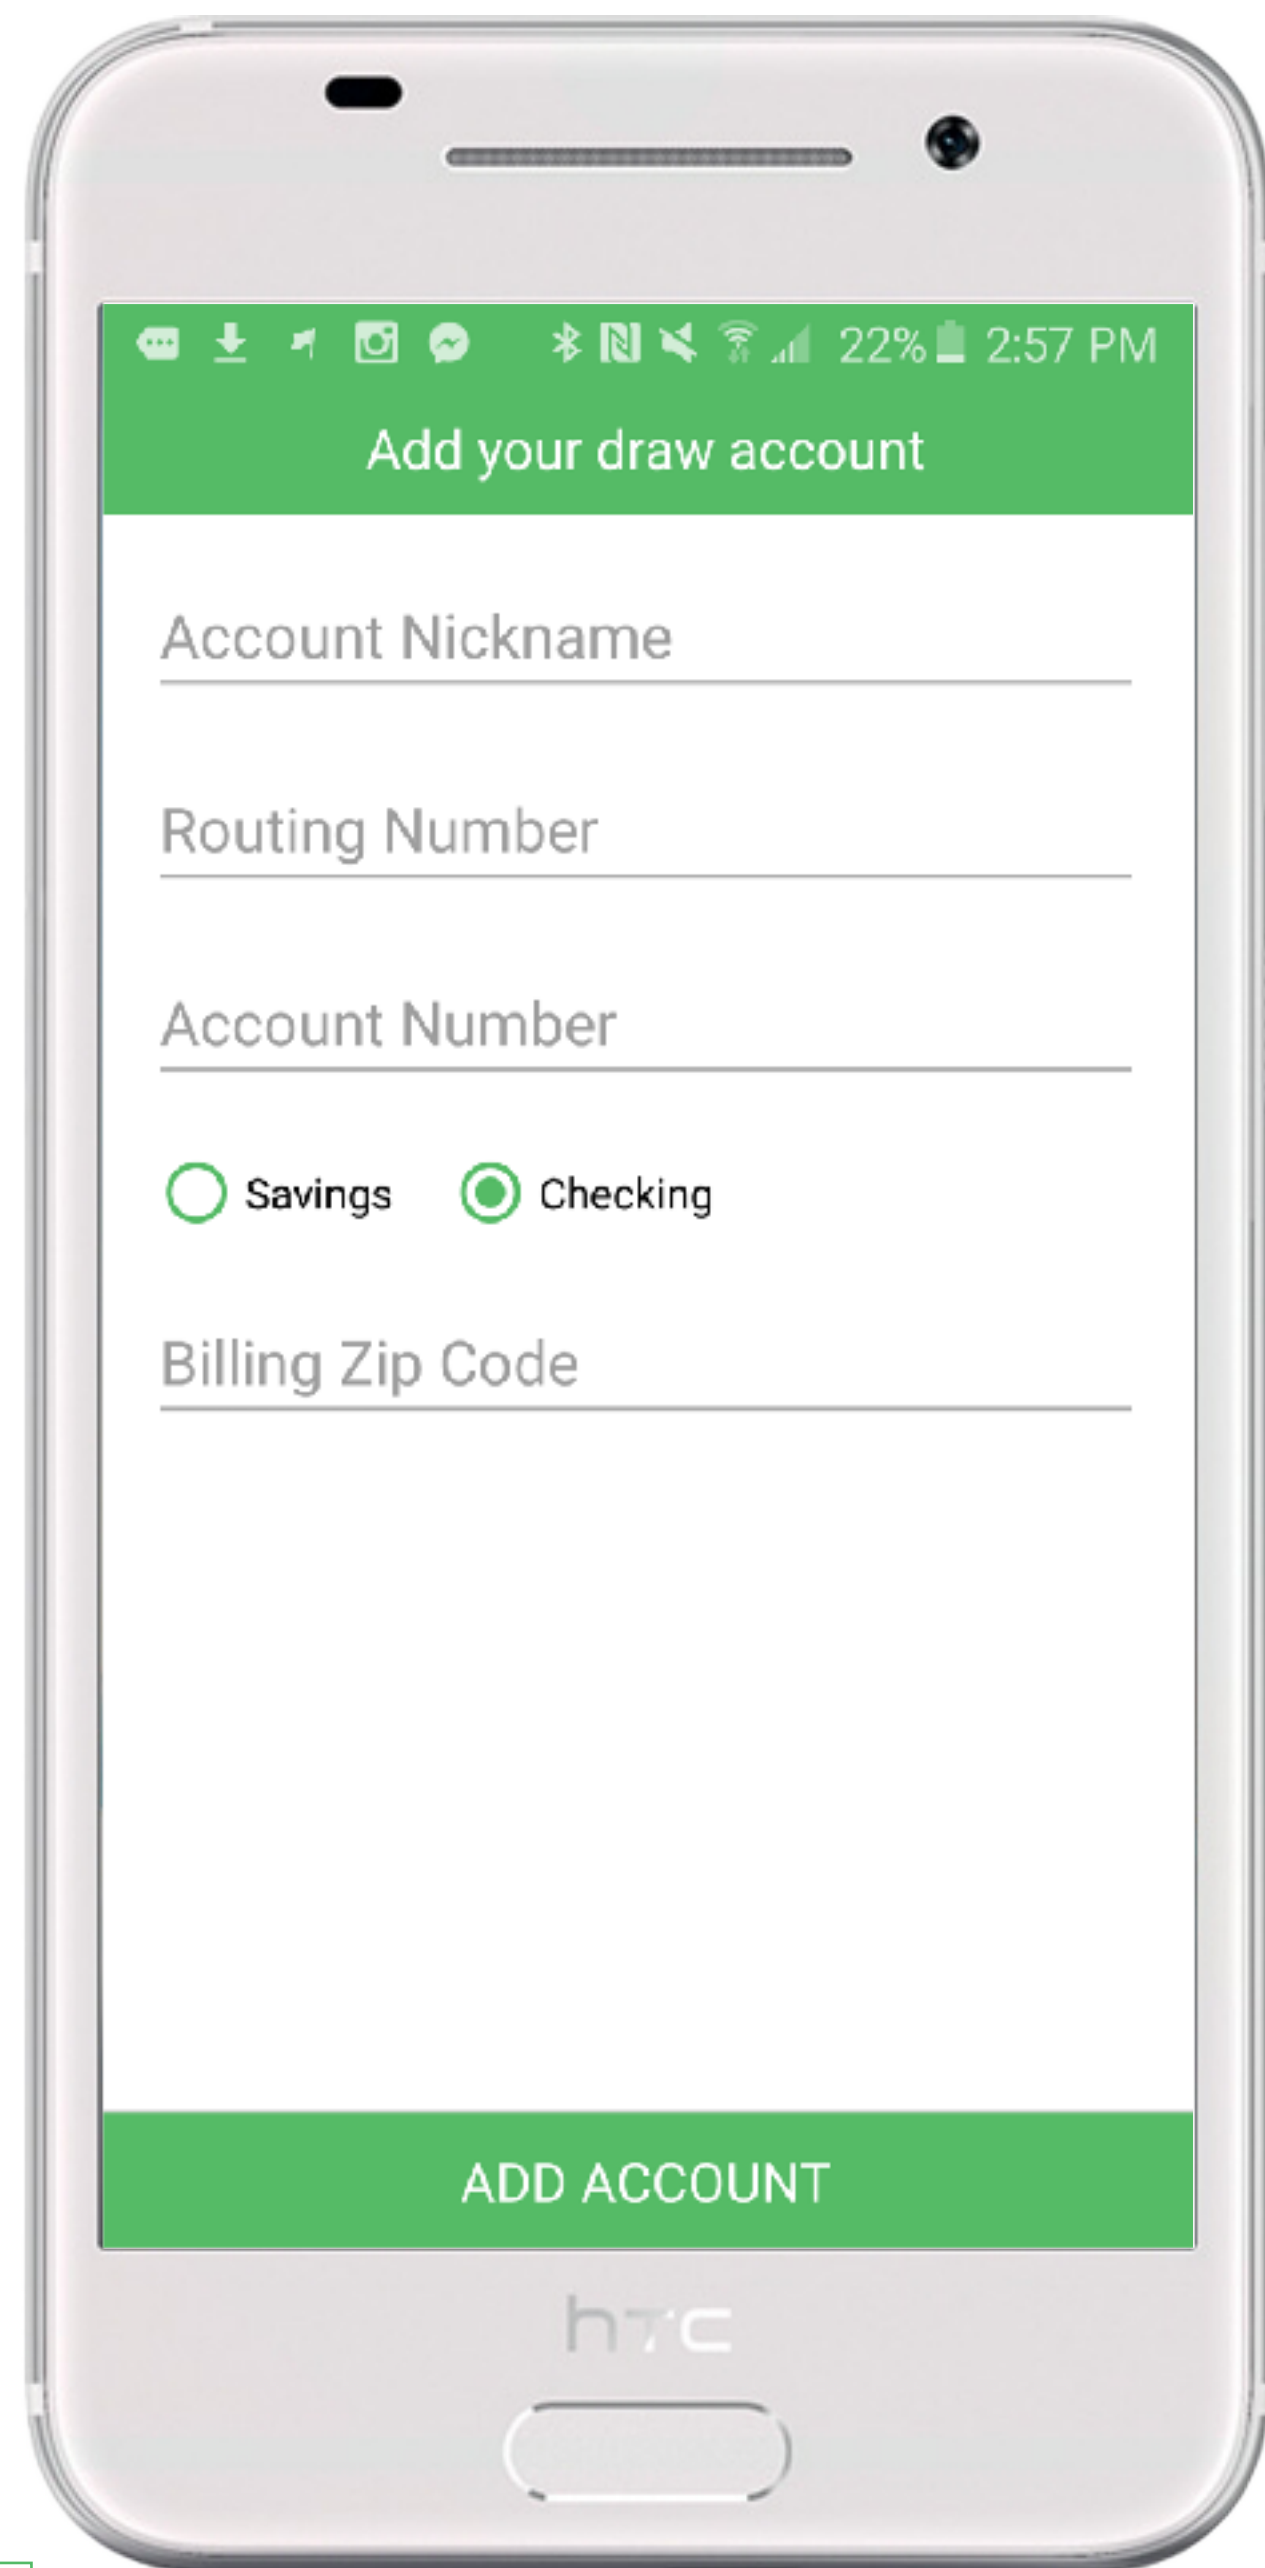 22% 2:57 PM
Add your draw account
Account Nickname
Routing Number
Account Number
Savings Checking
Billing Zip Code
ADD ACCOUNT
htc